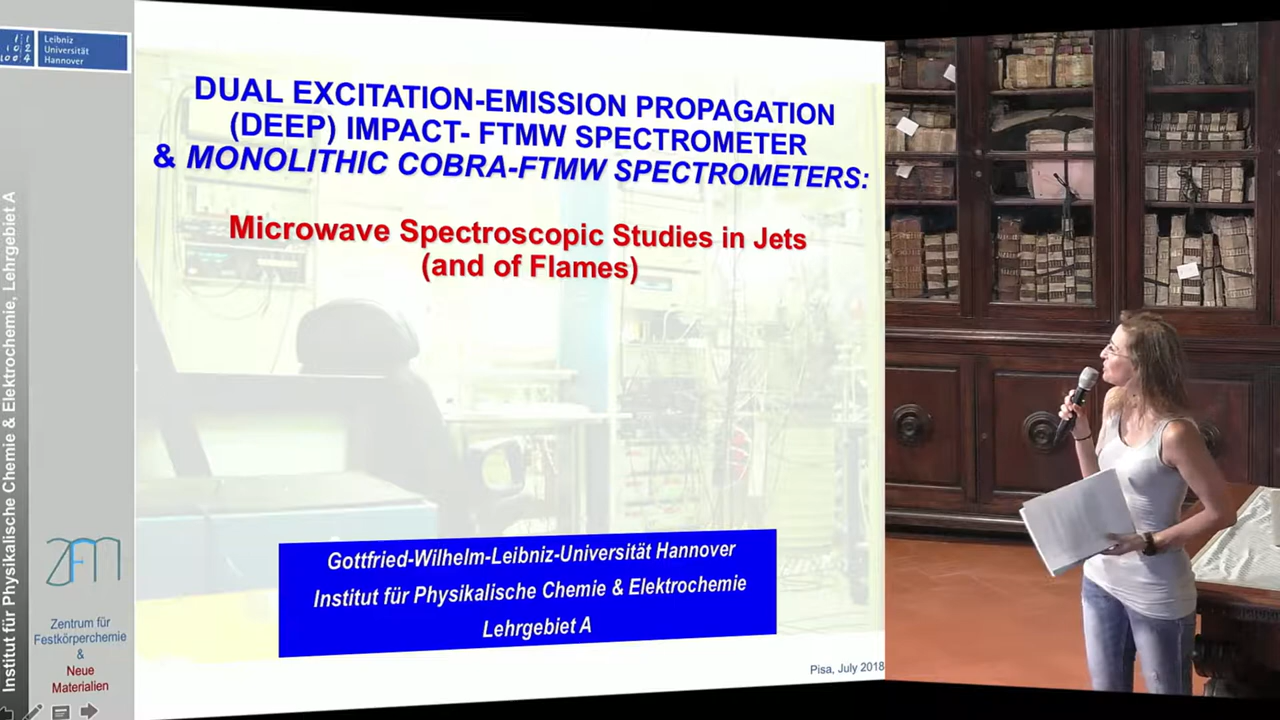 Leibniz
Universität
Hannover
DUAL EXCITATION-EMISSION PROPAGATION
(DEEP) IMPACT- FTMW SPECTROMETER
& MONOLITHIC COBRA-FTMW SPECTROMETERS:
Microwave Spectroscopic Studies in Jets
(and of Flames)
Institut für Physikalische Chemie & Elektrochemie, Lehrgebiet A
Zentrum für
Festkörperchemie
&
Neue
Materialien
Gottfried-Wilhelm-Leibniz-Universität Hannover
Institut für Physikalische Chemie & Elektrochemie
Lehrgebiet A
Pisa, July 2018